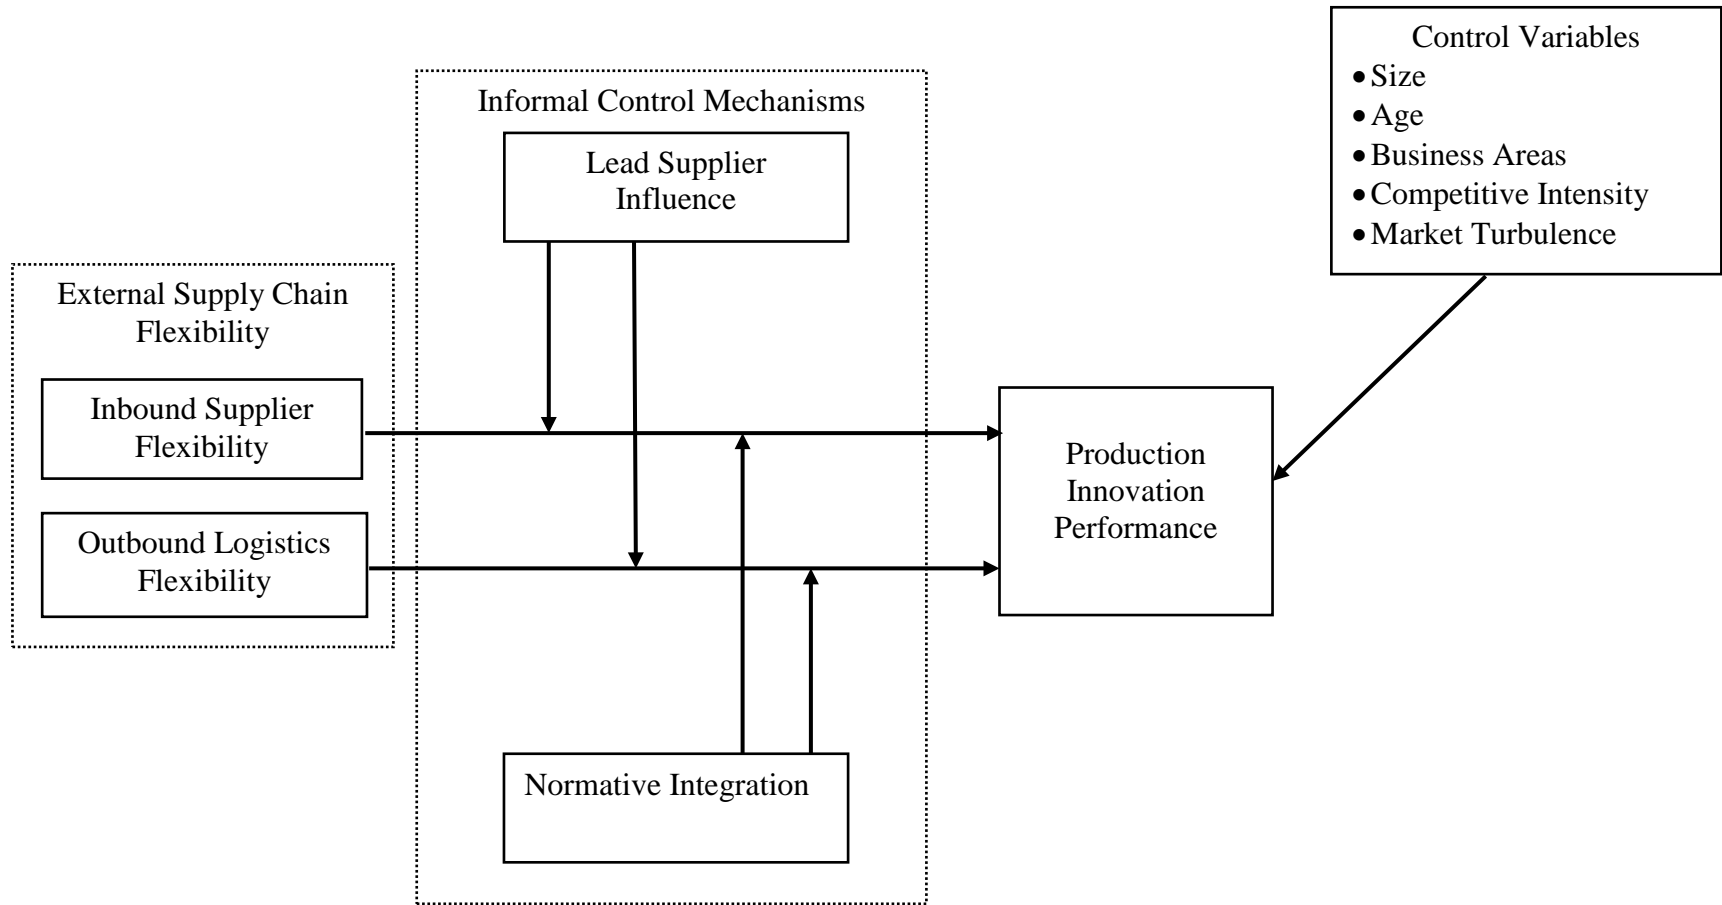 Control Variables
•Size
•Age
•Business Areas
•Competitive Intensity
•Market Turbulence
Informal Control Mechanisms
Lead Supplier
Influence
External Supply Chain
Flexibility
Inbound Supplier
Flexibility
Outbound Logistics
Flexibility
Production
Innovation
Performance
Normative Integration